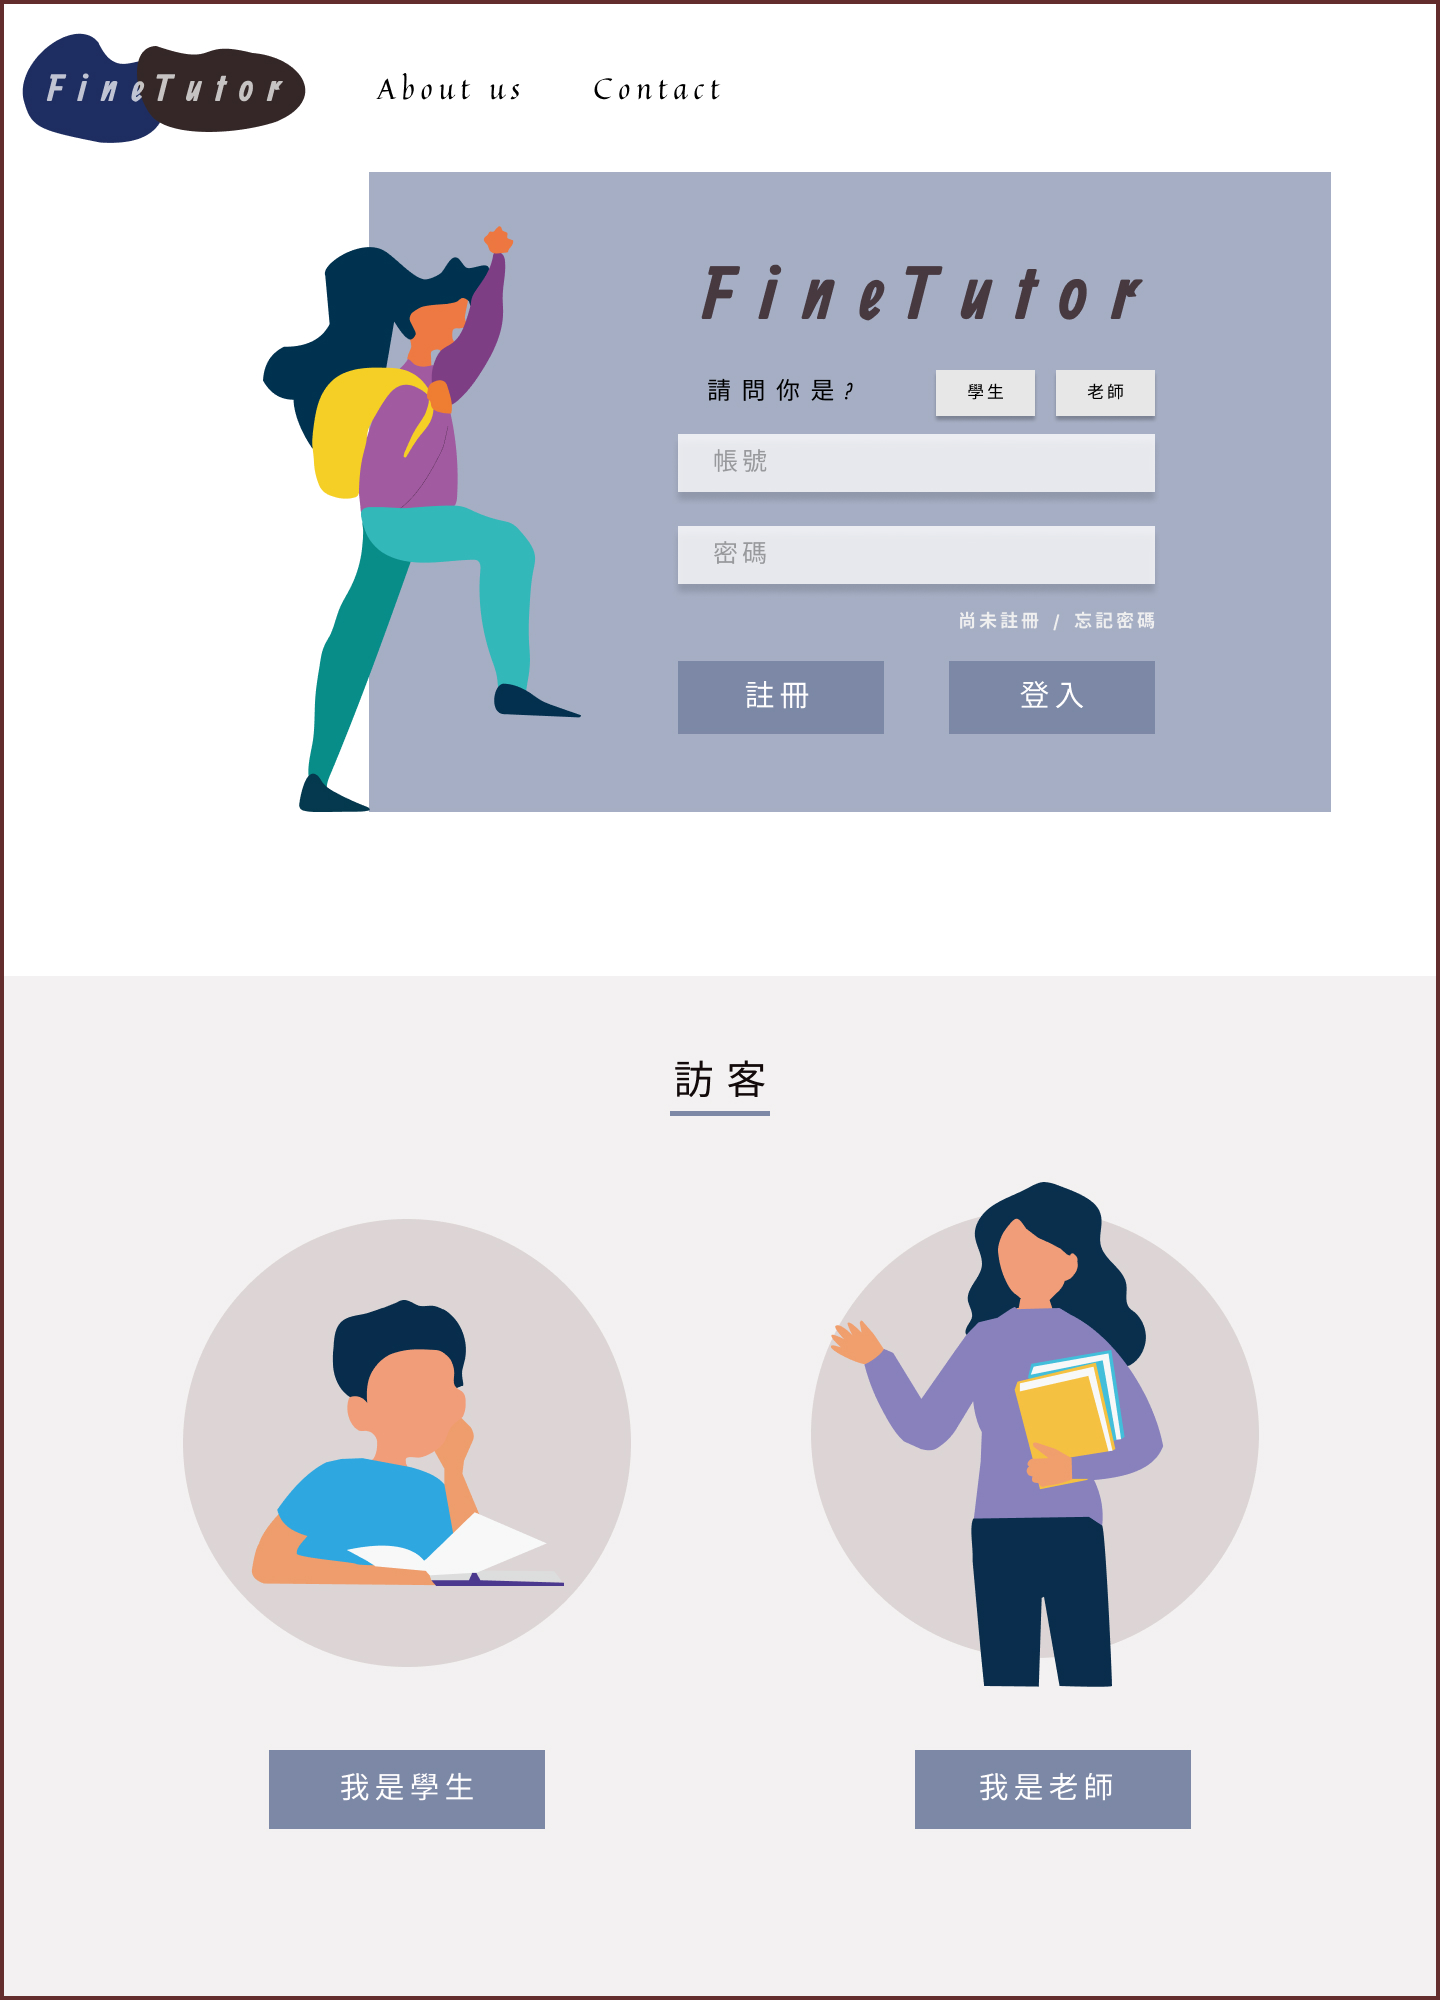 FineTutor
About us
Contact
FineTutor
請問你是?
學生
老師
帳號
密碼
尚未註冊 / 忘記密碼
註冊
登入
訪客
我是學生
我是老師